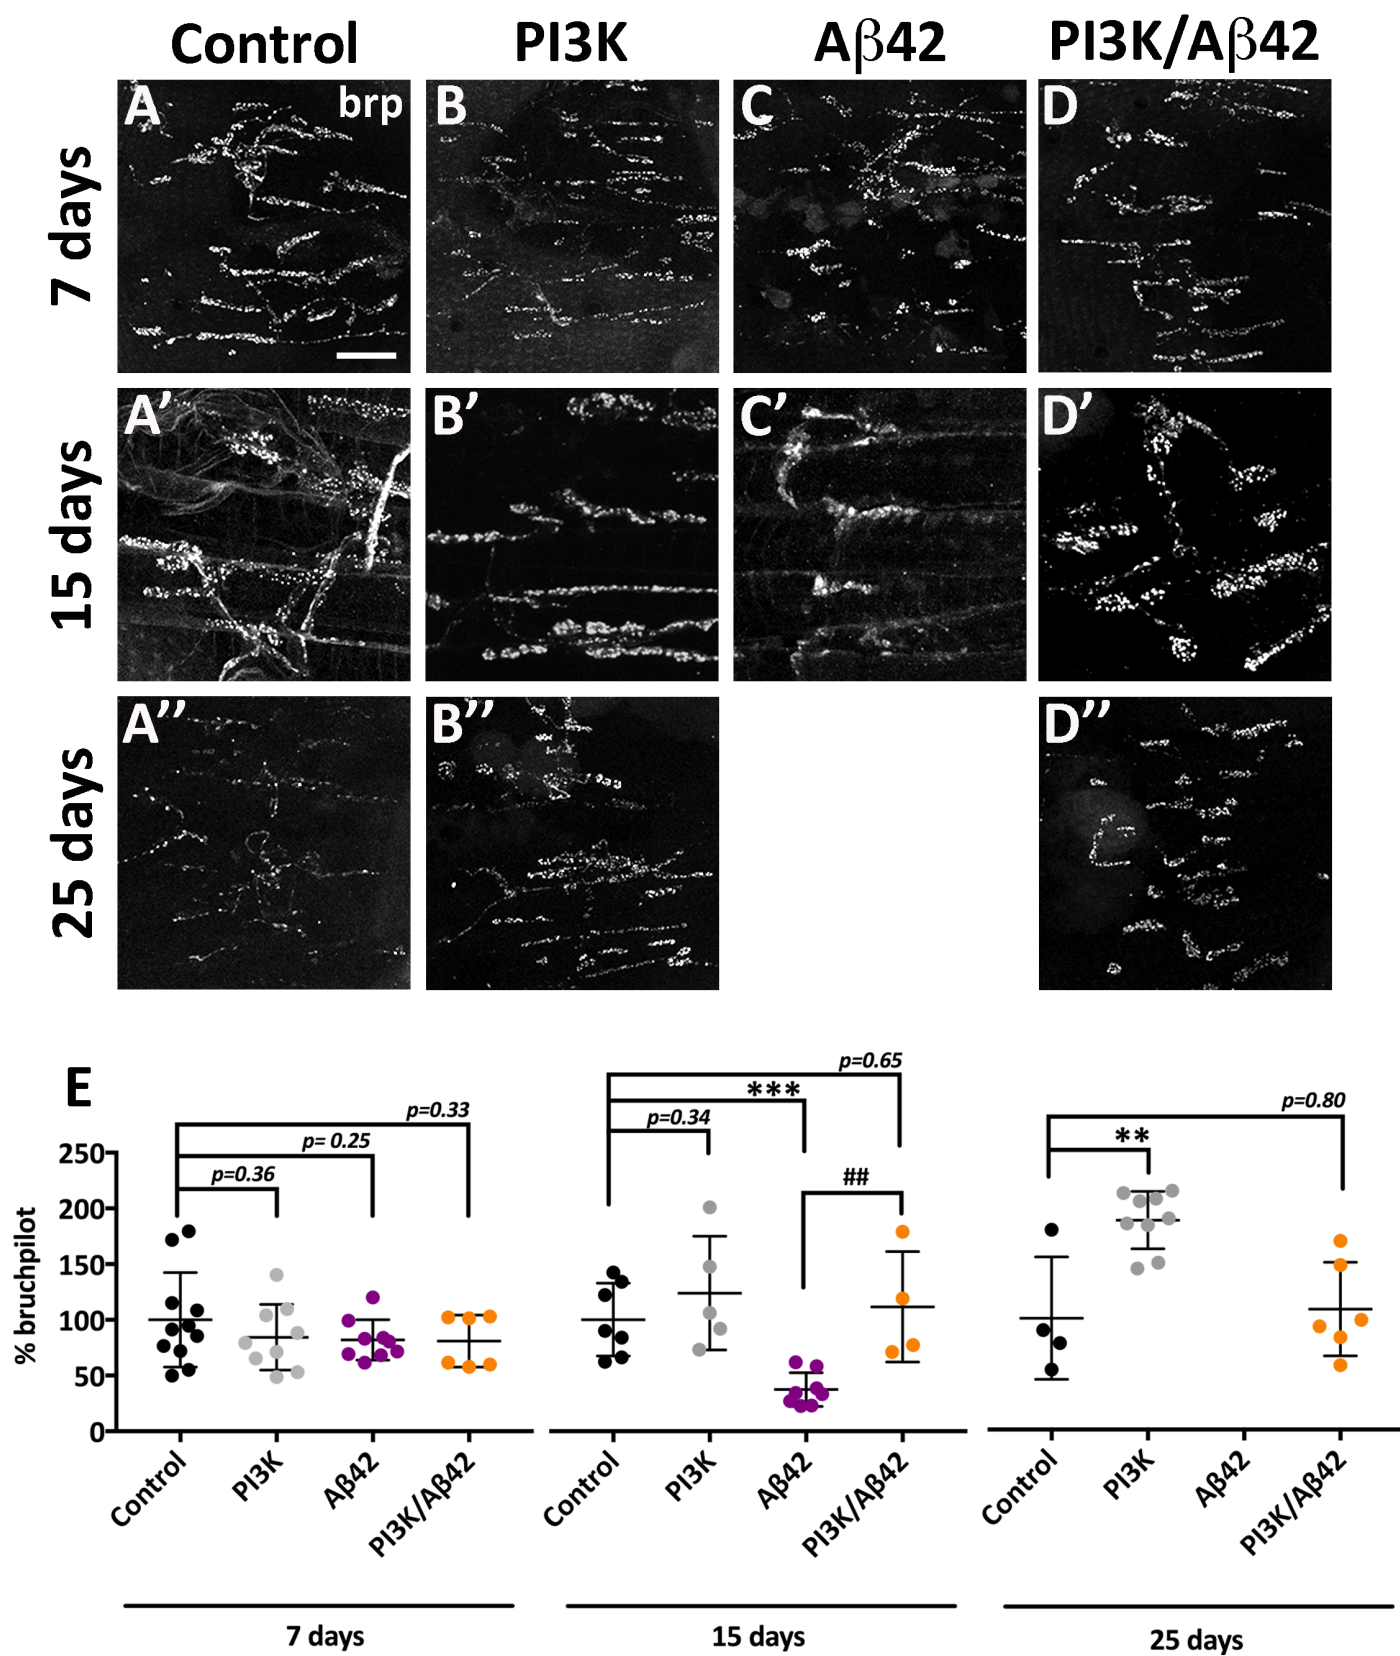 Control PI3K Aβ42 PI3K/Aβ42
7 days
A brp B C D
15 days
A’ B’ C’ D’
25 days
A’’ B’’ D’’
E
% bruchpilot
250
200
150
100
50
0
p=0.33
p= 0.25
p=0.36
p=0.65
***
p=0.34
##
p=0.80
**
Control PI3K Aβ42 PI3K/Aβ42
Control PI3K Aβ42 PI3K/Aβ42
Control PI3K Aβ42 PI3K/Aβ42
7 days 15 days 25 days